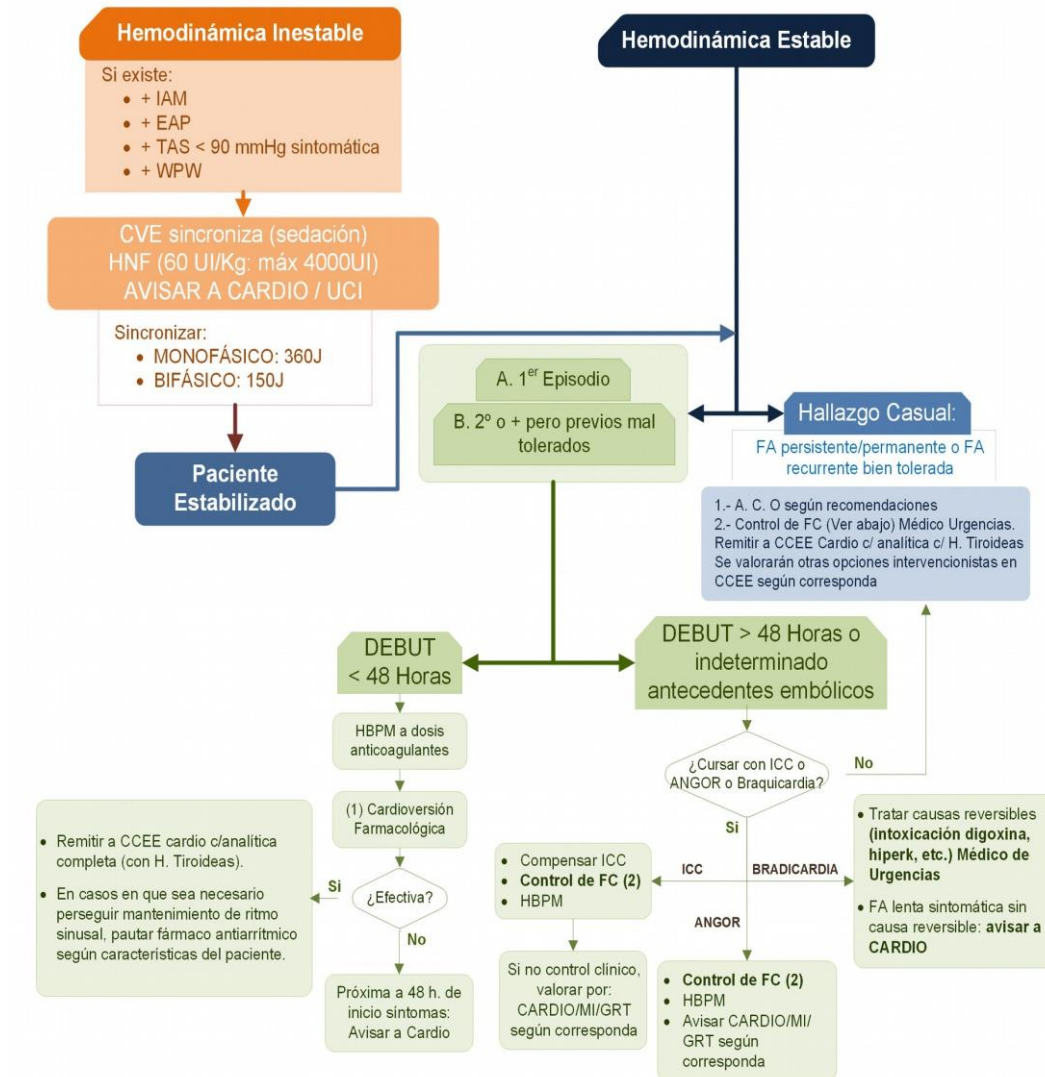 Hemodinámica Inestable
Si existe:
• + IAM
• + EAP
• + TAS < 90 mmHg sintomática
• + WPW
CVE sincroniza (sedación)
HNF (60 UI/Kg: máx 4000UI)
AVISAR A CARDIO / UCI
Sincronizar:
• MONOFÁSICO: 360J
• BIFÁSICO: 150J
Paciente
Estabilizado
Hemodinámica Estable
A. 1er Episodio
B. 2º o + pero previos mal
tolerados
Hallazgo Casual:
FA persistente/permanente o FA
recurrente bien tolerada
1.- A. C. O según recomendaciones
2.- Control de FC (Ver abajo) Médico Urgencias.
Remitir a CCEE Cardio c/ analítica c/ H. Tiroideas
Se valorarán otras opciones intervencionistas en
CCEE según corresponda
DEBUT
< 48 Horas
HBPM a dosis
anticoagulantes
(1) Cardioversión
Farmacológica
¿Efectiva?
Si
• Remitir a CCEE cardio c/analítica
completa (con H. Tiroideas).
• En casos en que sea necesario
perseguir mantenimiento de ritmo
sinusal, pautar fármaco antiarrítmico
según características del paciente.
No
Próxima a 48 h. de
inicio síntomas:
Avisar a Cardio
DEBUT > 48 Horas o
indeterminado
antecedentes embólicos
¿Cursar con ICC o
ANGOR o Braquicardia?
No
Si
ICC
BRADICARDIA
ANGOR
• Compensar ICC
• Control de FC (2)
• HBPM
Si no control clínico,
valorar por:
CARDIO/MI/GRT
según corresponda
• Control de FC (2)
• HBPM
• Avisar CARDIO/MI/
GRT según
corresponda
• Tratar causas reversibles
(intoxicación digoxina,
hiperk, etc.) Médico de
Urgencias
• FA lenta sintomática sin
causa reversible: avisar a
CARDIO